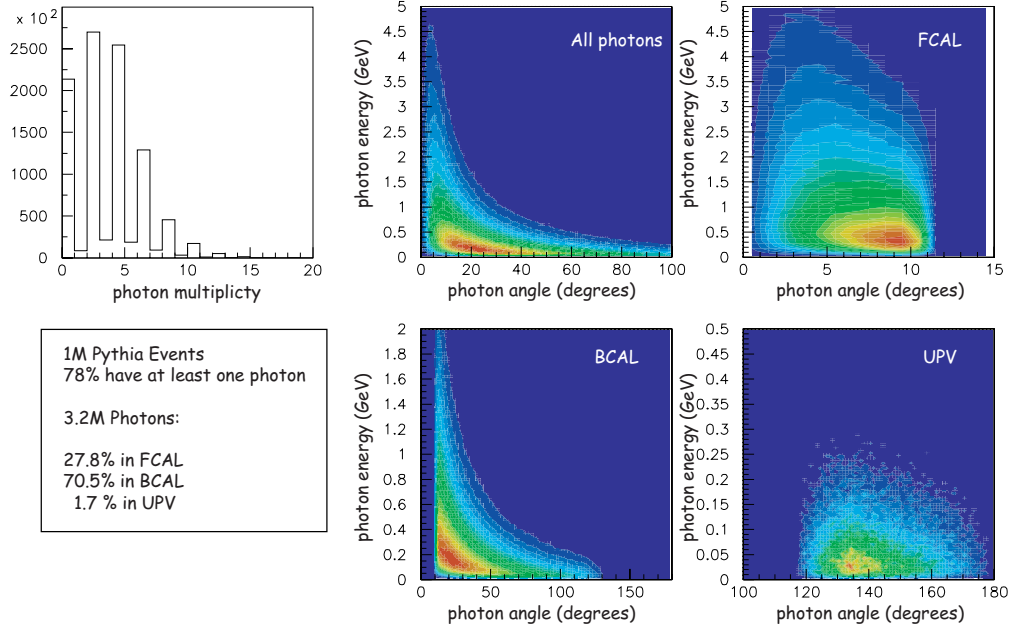 x 10²
2500
2000
1500
1000
500
0
0 5 10 15 20
photon multiplicty
All photons
photon energy (GeV)
5
4.5
4
3.5
3
2.5
2
1.5
1
0.5
0
0 20 40 60 80 100
photon angle (degrees)
FCAL
photon energy (GeV)
5
4.5
4
3.5
3
2.5
2
1.5
1
0.5
0
0 5 10 15
photon angle (degrees)
1M Pythia Events
78% have at least one photon
3.2M Photons:
27.8% in FCAL
70.5% in BCAL
1.7 % in UPV
BCAL
photon energy (GeV)
2
1.8
1.6
1.4
1.2
1
0.8
0.6
0.4
0.2
0
0 50 100 150
photon angle (degrees)
UPV
photon energy (GeV)
0.5
0.45
0.4
0.35
0.3
0.25
0.2
0.15
0.1
0.05
0
100 120 140 160 180
photon angle (degrees)